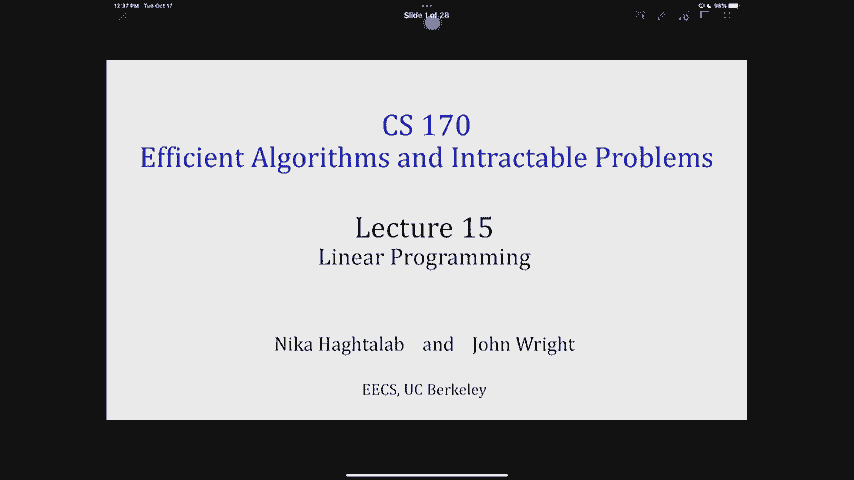 12:37 PM Tue Oct 17
Slide 1 of 28
98%
CS 170
Efficient Algorithms and Intractable Problems
Lecture 15
Linear Programming
Nika Haghtalab and John Wright
EECS, UC Berkeley